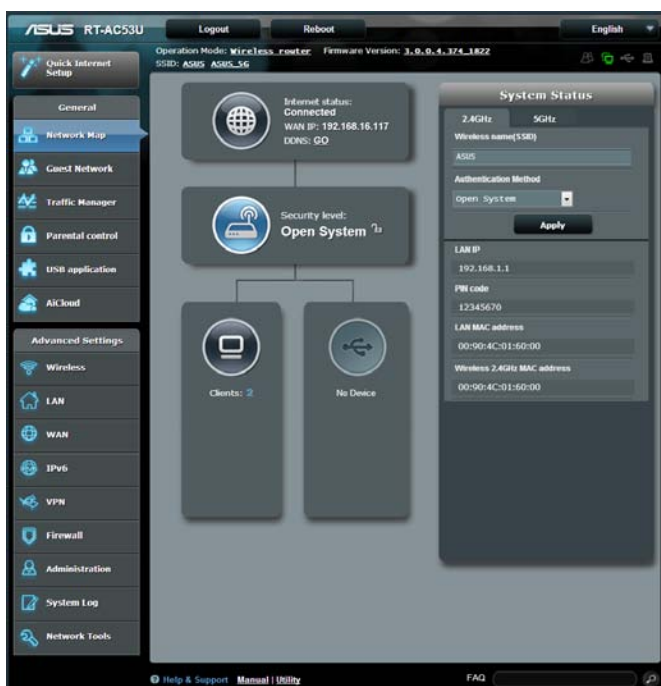 ASUS RT-AC53U Logout Reboot English
Quick Internet Setup
Operation Mode: Wireless router Firmware Version: 3.0.0.4.374_1822
SSID: ASUS ASUS_5G
General
Network Map
Guest Network
Traffic Manager
Parental control
USB application
AiCloud
Advanced Settings
Wireless
LAN
WAN
IPv6
VPN
Firewall
Administration
System Log
Network Tools
Internet status:
Connected
WAN IP: 192.168.16.117
DDNS: GO
Security level:
Open System
Clients: 2
No Device
System Status
2.4GHz 5GHz
Wireless name(SSID)
ASUS
Authentication Method
Open System
Apply
LAN IP
192.168.1.1
PIN code
12345670
LAN MAC address
00:90:4C:01:60:00
Wireless 2.4GHz MAC address
00:90:4C:01:60:00
Help & Support Manual | Utility FAQ